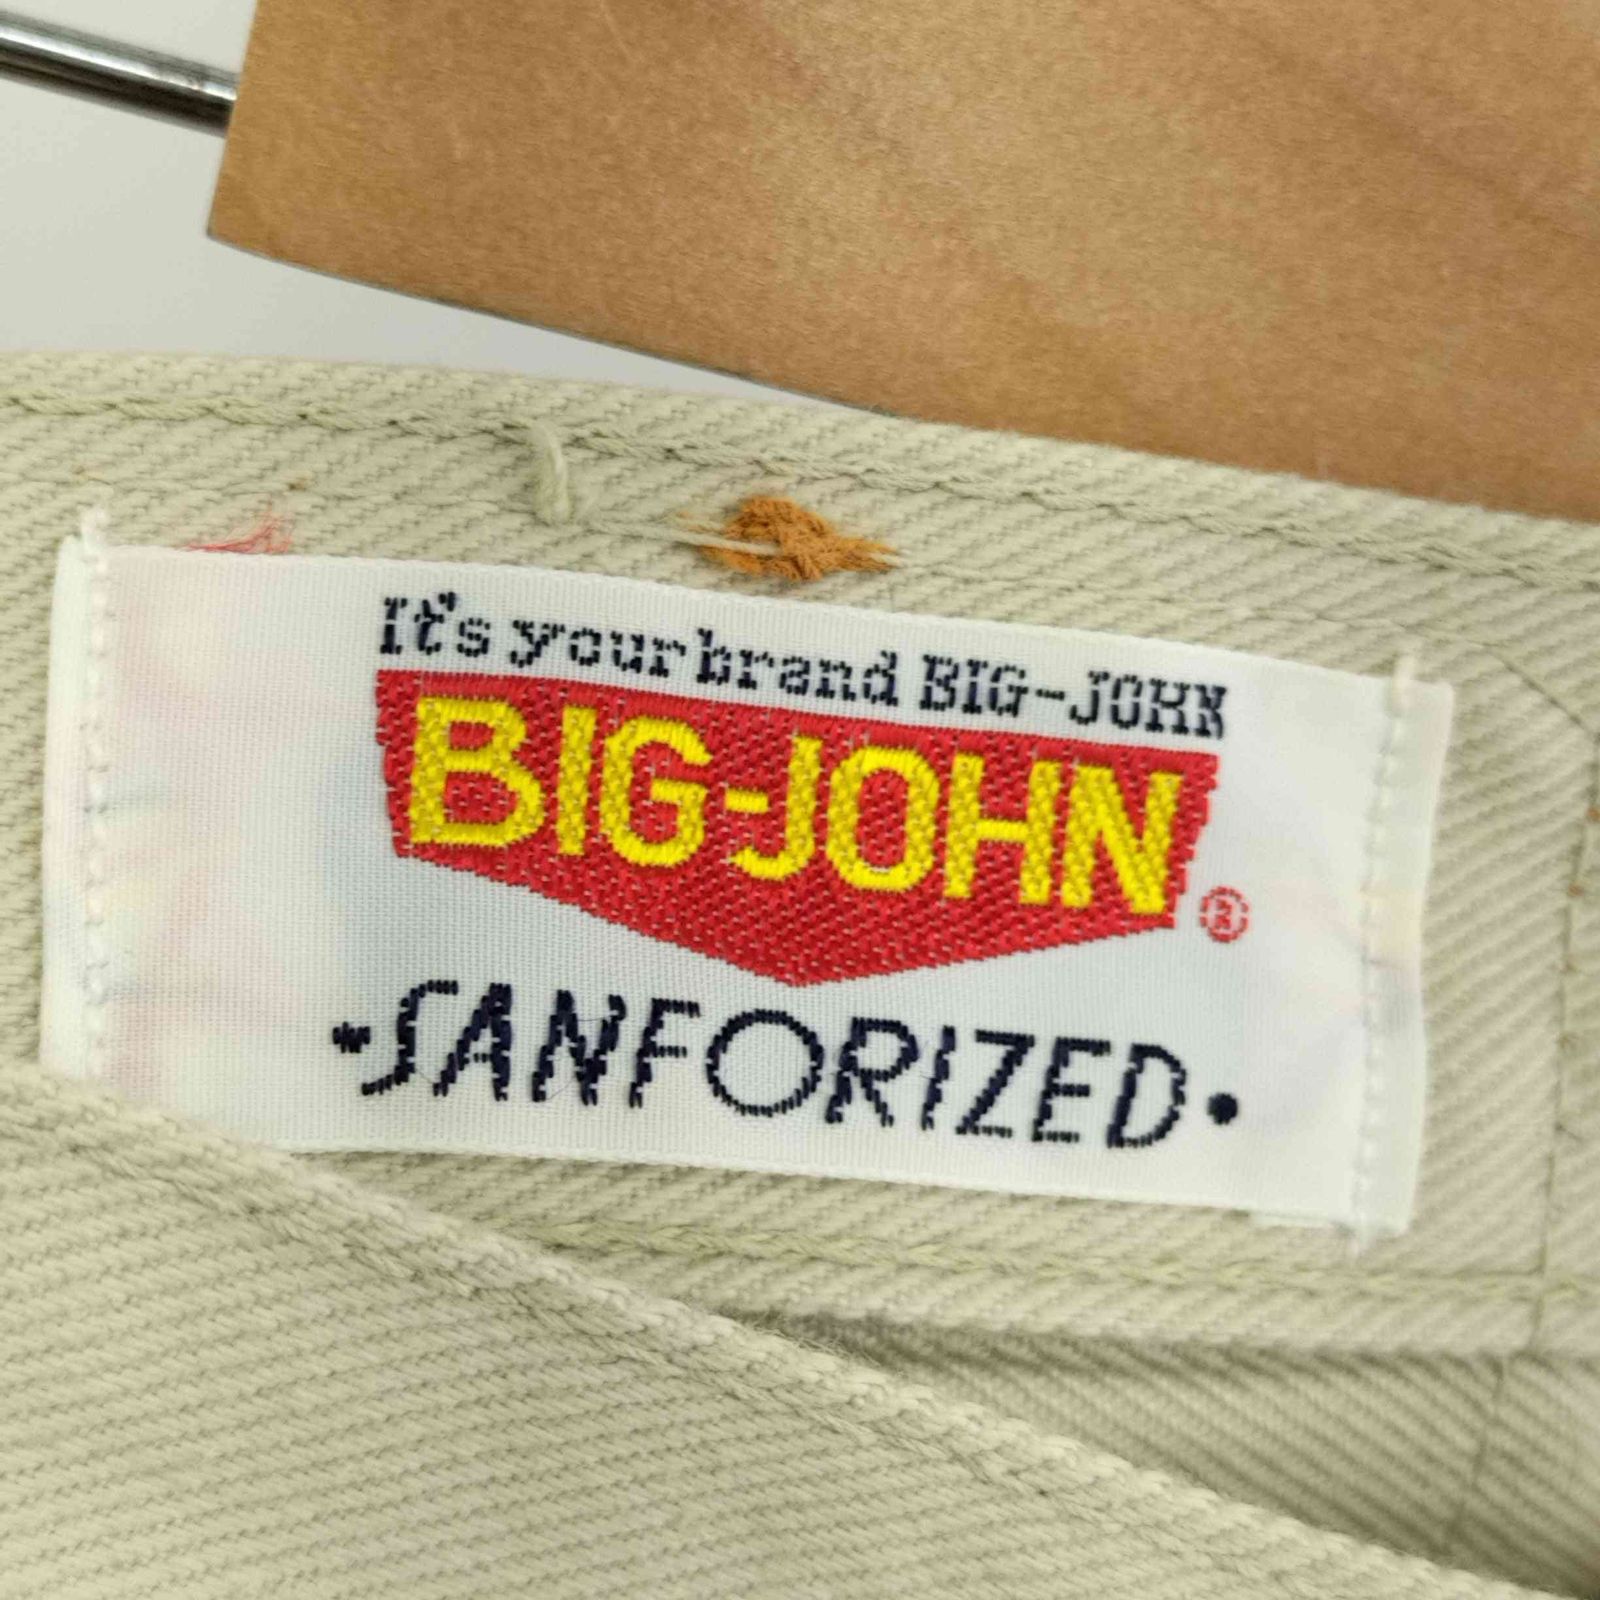 It's your brand BIG-JOHN
BIG-JOHN ®
•SANFORIZED•